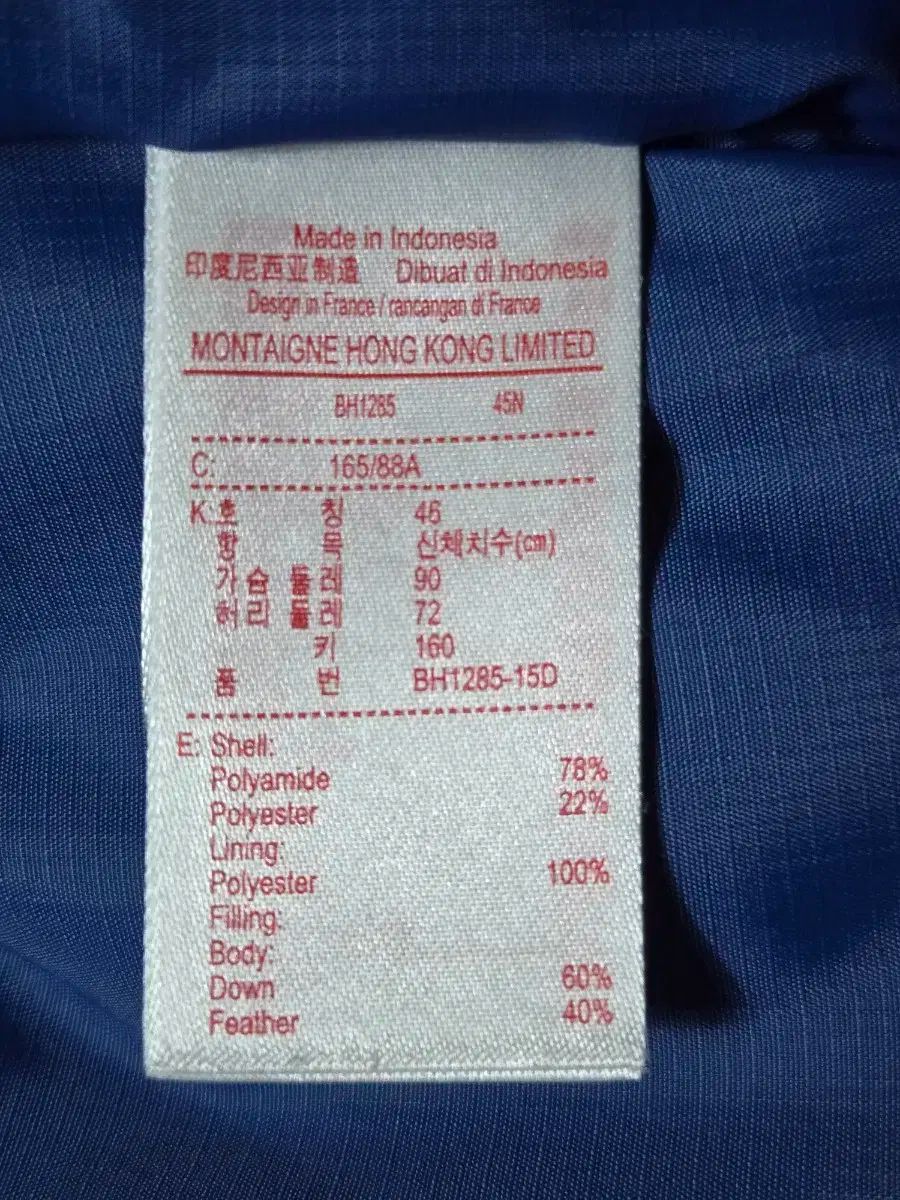 Made in Indonesia
印度尼西亚制造 Dibuat di Indonesia
Design in France / rancangan di France
MONTAIGNE HONG KONG LIMITED
BH1285 45N
C: 165/88A
K: 호 칭 46
항 목 신체치수(cm)
가슴둘레 90
허리둘레 72
키 160
품 번 BH1285-15D
E: Shell:
Polyamide 78%
Polyester 22%
Lining:
Polyester 100%
Filling:
Body:
Down 60%
Feather 40%